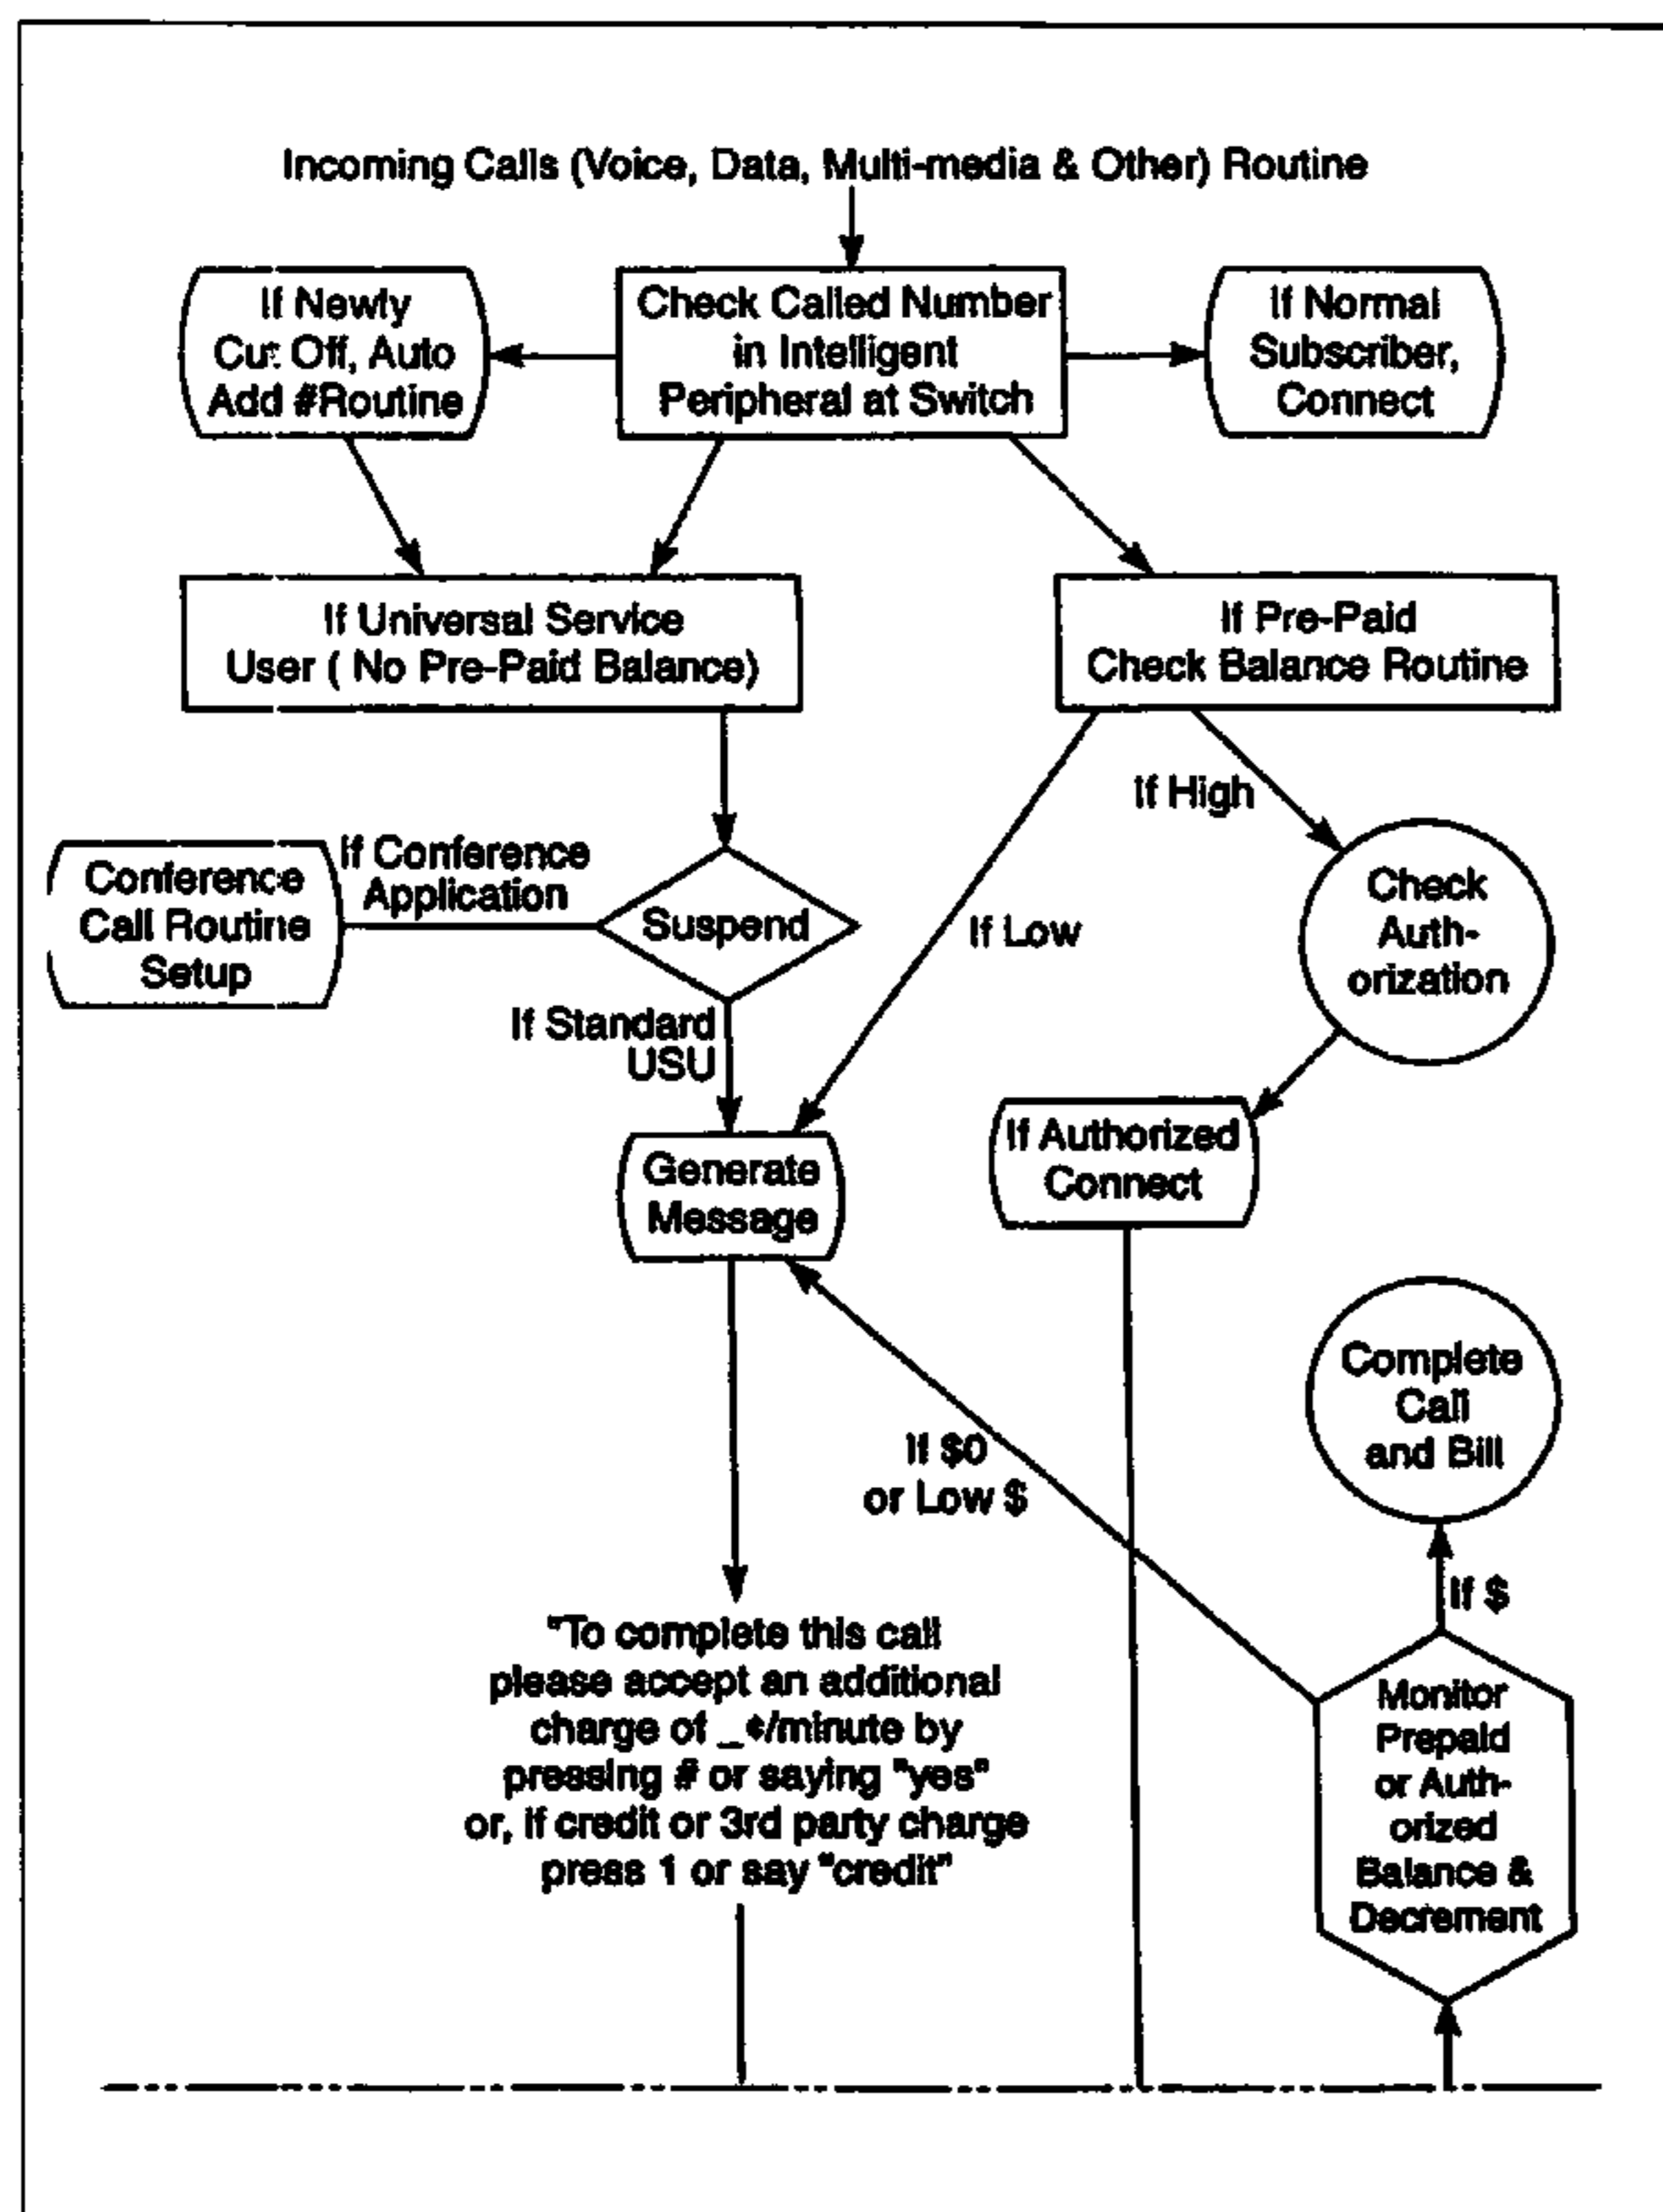 Incoming Calls (Voice, Data, Multi-media & Other) Routine
If Newly
Cut Off, Auto
Add #Routine
Check Called Number
in Intelligent
Peripheral at Switch
If Normal
Subscriber,
Connect
If Universal Service
User ( No Pre-Paid Balance)
If Pre-Paid
Check Balance Routine
If High
If Conference
Application
Conference
Call Routine
Setup
Suspend
If Low
Check
Auth-
orization
If Standard
USU
If Authorized
Connect
Generate
Message
Complete
Call
and Bill
If $0
or Low $
If $
"To complete this call
please accept an additional
charge of _¢/minute by
pressing # or saying "yes"
or, if credit or 3rd party charge
press 1 or say "credit"
Monitor
Prepaid
or Auth-
orized
Balance &
Decrement